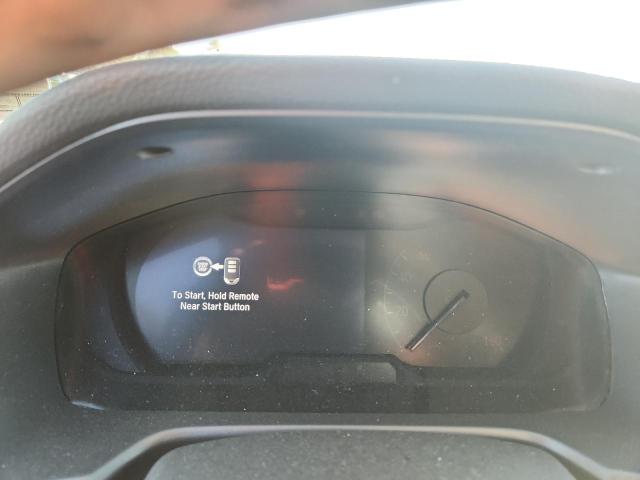 To Start, Hold Remote
Near Start Button